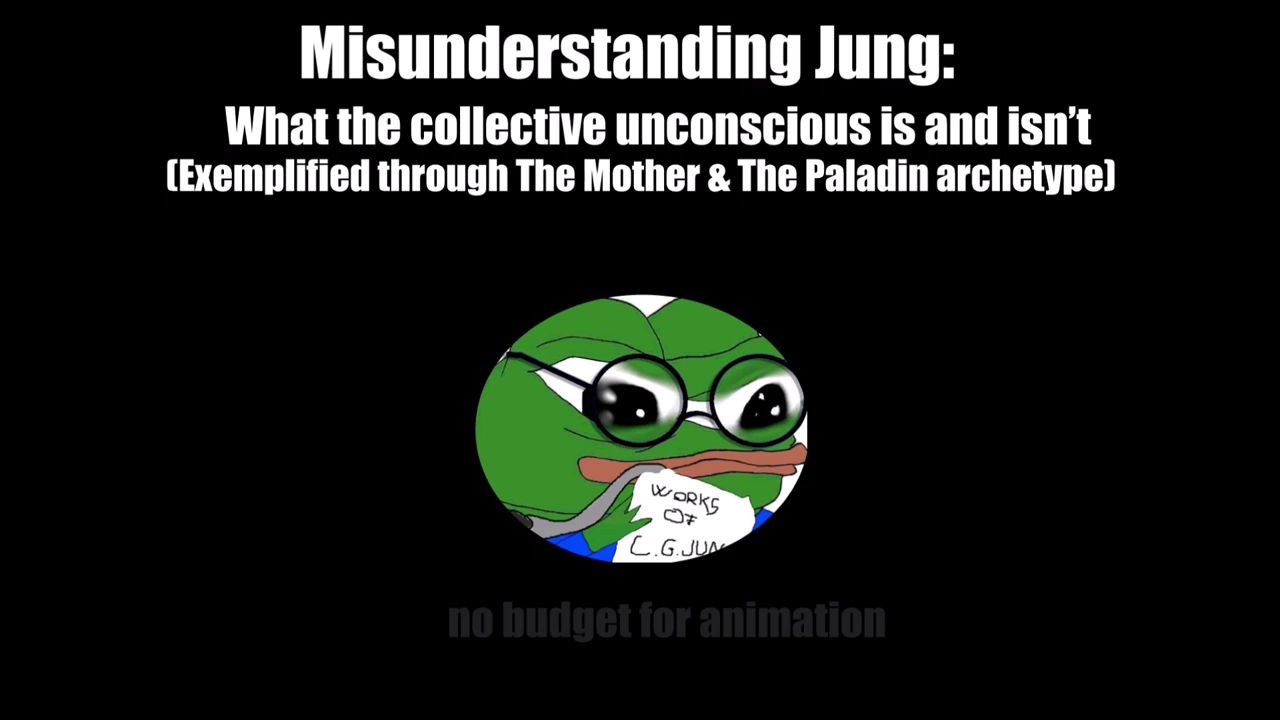 Misunderstanding Jung:
What the collective unconscious is and isn’t
(Exemplified through The Mother & The Paladin archetype)
WORKS
OF
C.G.JUN
no budget for animation